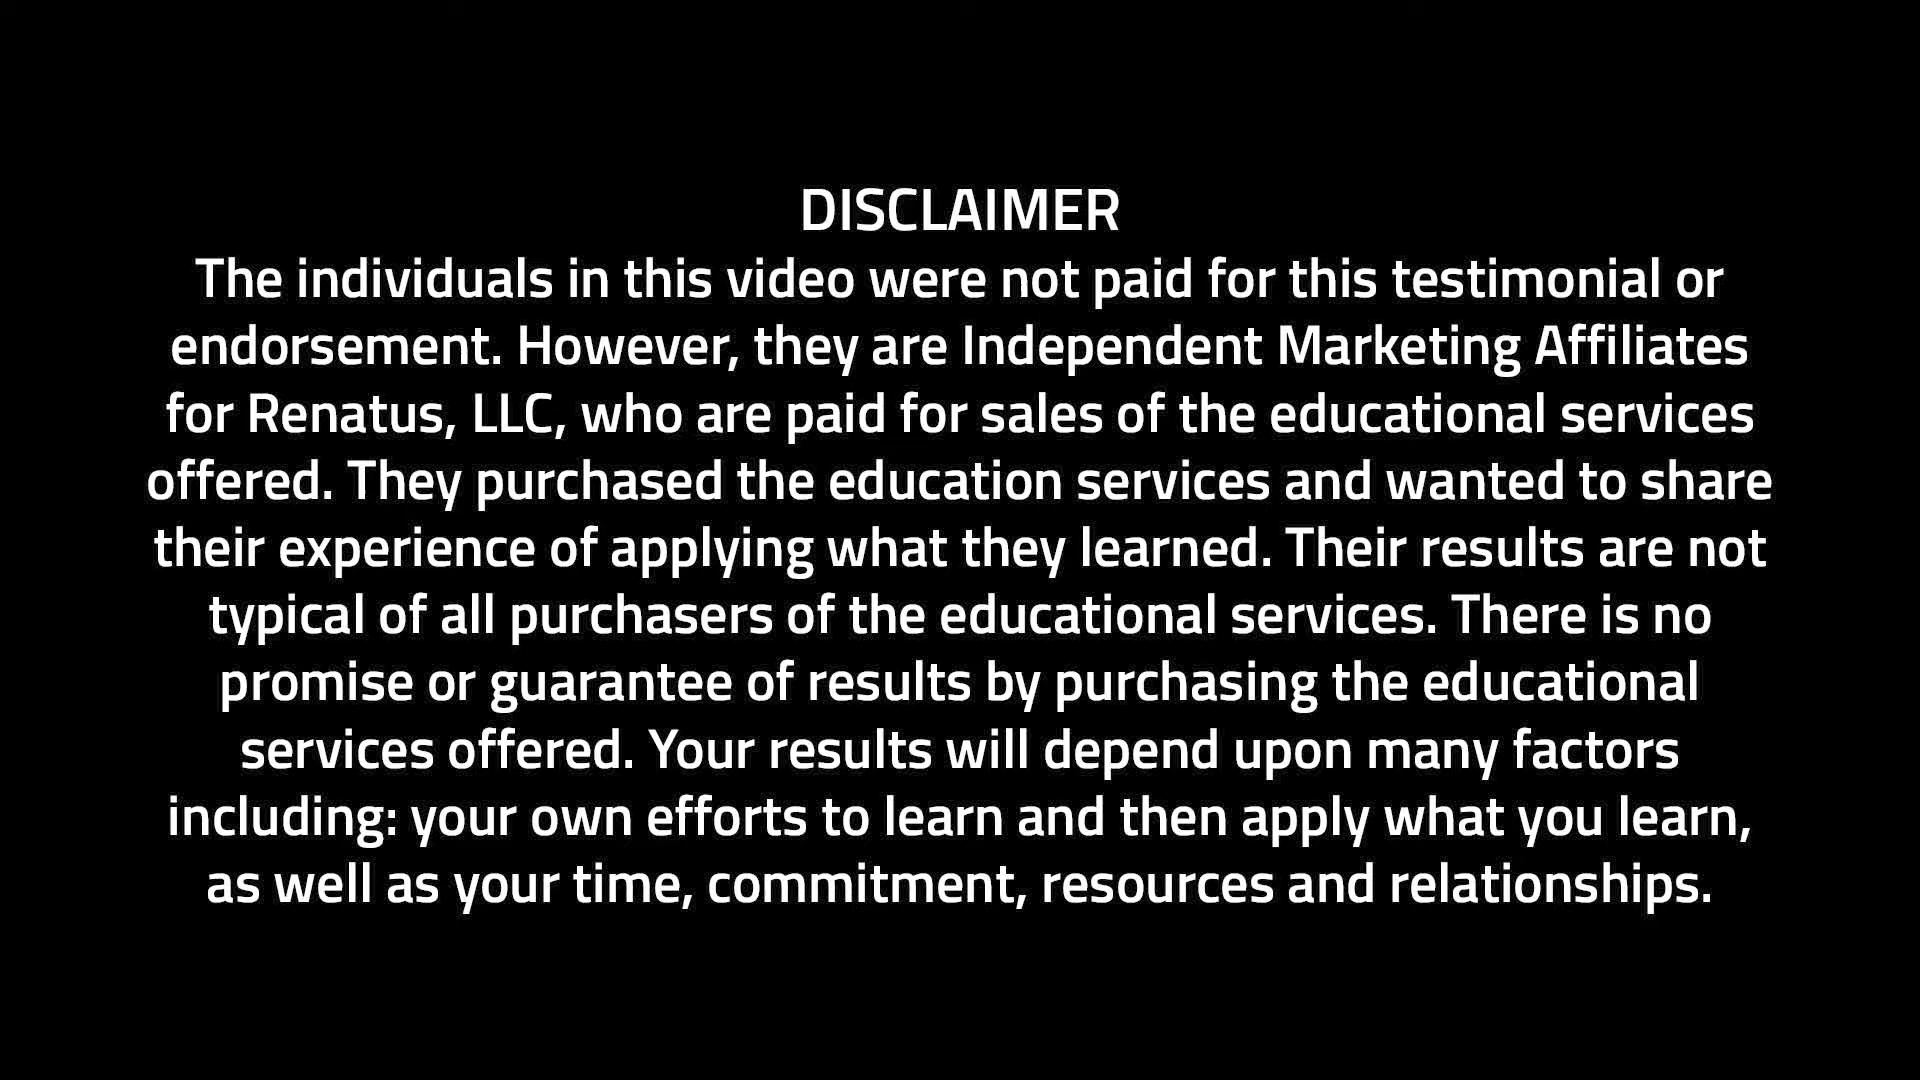 DISCLAIMER
The individuals in this video were not paid for this testimonial or
endorsement. However, they are Independent Marketing Affiliates
for Renatus, LLC, who are paid for sales of the educational services
offered. They purchased the education services and wanted to share
their experience of applying what they learned. Their results are not
typical of all purchasers of the educational services. There is no
promise or guarantee of results by purchasing the educational
services offered. Your results will depend upon many factors
including: your own efforts to learn and then apply what you learn,
as well as your time, commitment, resources and relationships.